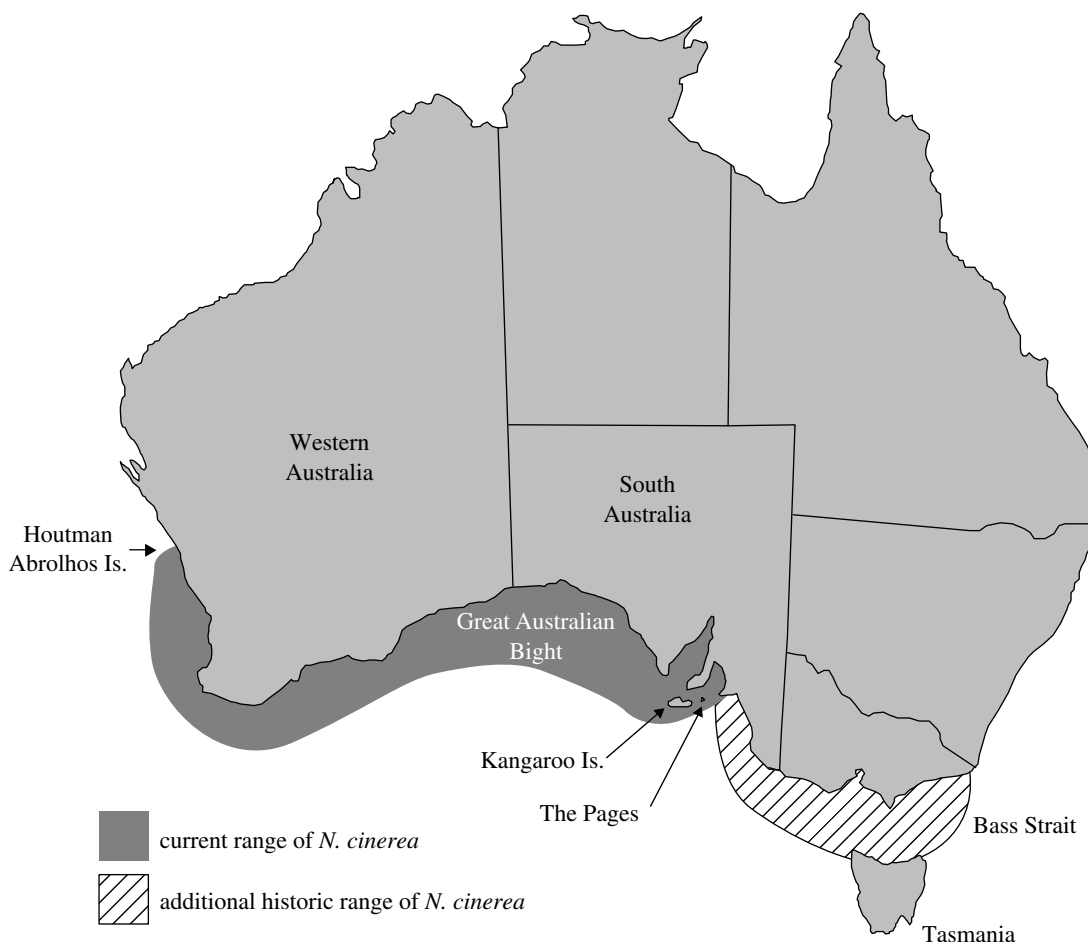 Western
Australia
South
Australia
Houtman
Abrolhos Is.
Great Australian
Bight
Kangaroo Is.
The Pages
Bass Strait
current range of N. cinerea
additional historic range of N. cinerea
Tasmania